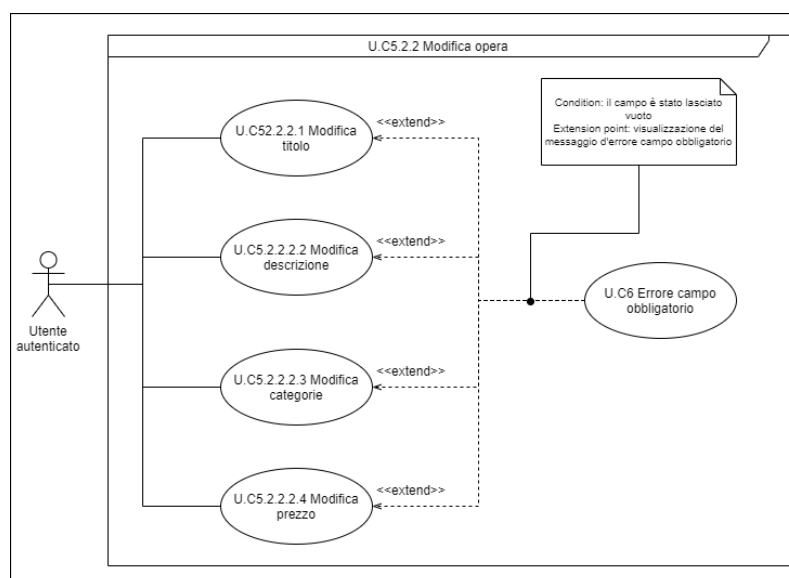 U.C5.2.2 Modifica opera
Condition: il campo è stato lasciato
vuoto
Extension point: visualizzazione del
messaggio d'errore campo obbligatorio
<<extend>>
U.C52.2.2.1 Modifica
titolo
<<extend>>
U.C5.2.2.2.2 Modifica
descrizione
U.C6 Errore campo
obbligatorio
Utente
autenticato
<<extend>>
U.C5.2.2.2.3 Modifica
categorie
<<extend>>
U.C5.2.2.2.4 Modifica
prezzo